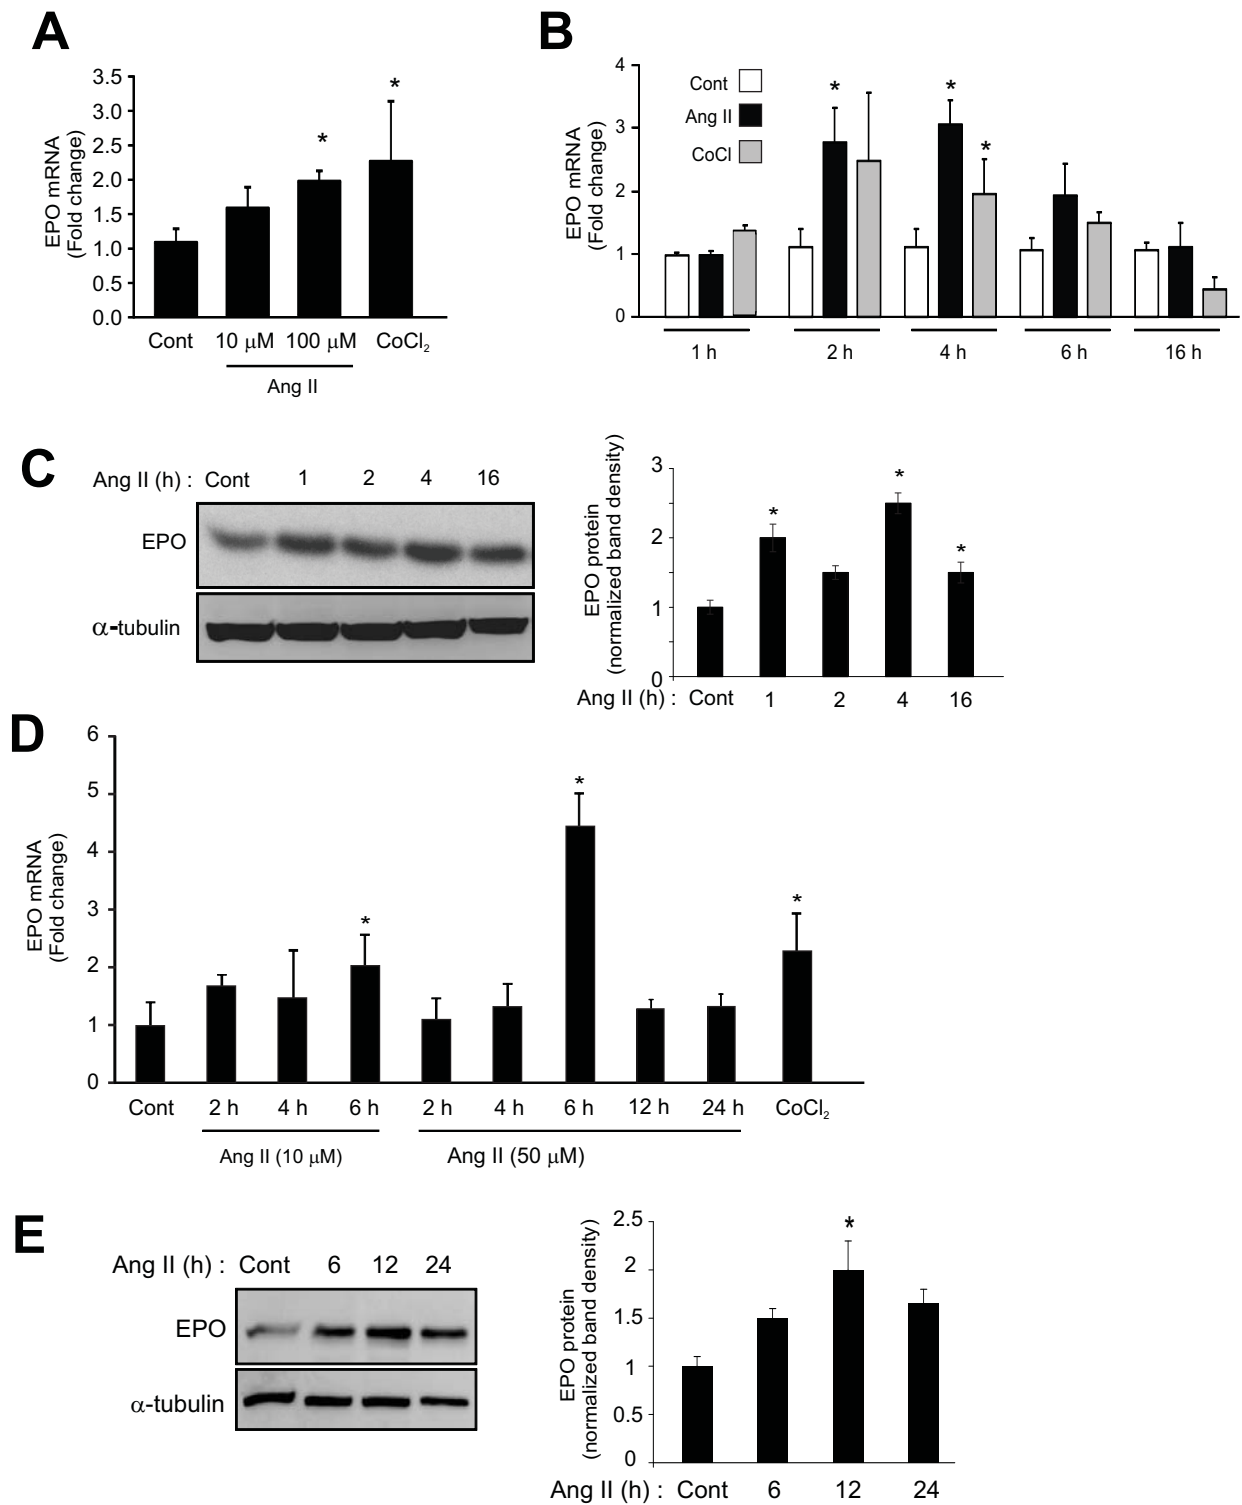 A
EPO mRNA
(Fold change)
3.5
3.0
2.5
2.0
1.5
1.0
0.5
0.0
*
*
Cont 10 μM 100 μM CoCl2
Ang II
B
EPO mRNA
(Fold change)
4
3
2
1
0
Cont
Ang II
CoCl
*
*
*
1 h 2 h 4 h 6 h 16 h
C
Ang II (h) : Cont 1 2 4 16
EPO
α-tubulin
EPO protein
(normalized band density)
3
2
1
0
*
*
*
Ang II (h) : Cont 1 2 4 16
D
EPO mRNA
(Fold change)
6
5
4
3
2
1
0
*
*
*
Cont 2 h 4 h 6 h 2 h 4 h 6 h 12 h 24 h CoCl2
Ang II (10 μM) Ang II (50 μM)
E
Ang II (h) : Cont 6 12 24
EPO
α-tubulin
EPO protein
(normalized band density)
2.5
2
1.5
1
0.5
0
*
Ang II (h) : Cont 6 12 24